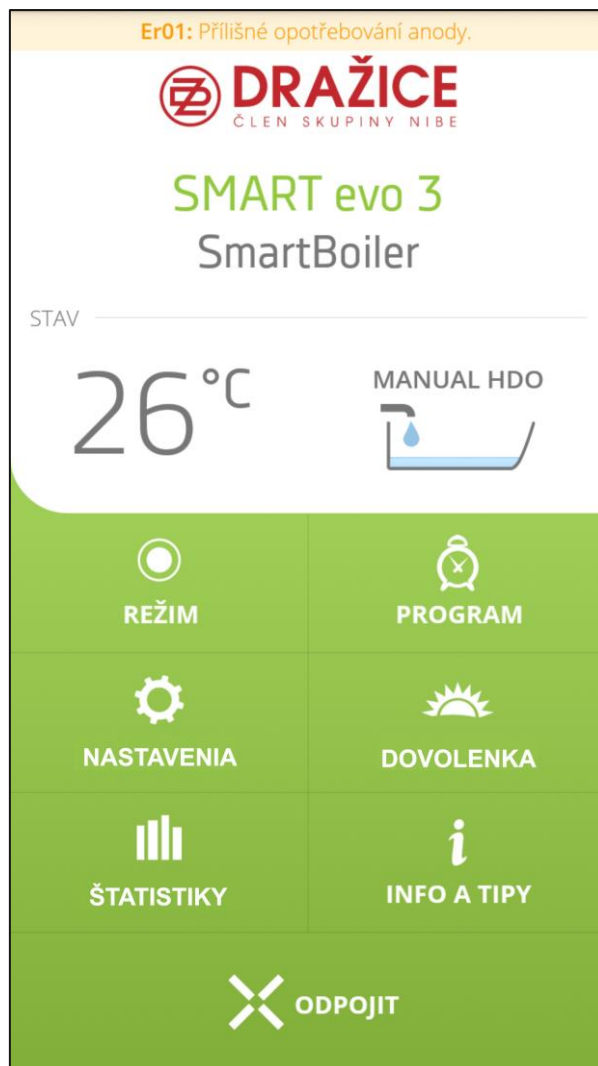 Er01: Přílišné opotřebování anody.
DRAŽICE
ČLEN SKUPINY NIBE
SMART evo 3
SmartBoiler
STAV
26°C
MANUAL HDO
REŽIM
PROGRAM
NASTAVENIA
DOVOLENKA
ŠTATISTIKY
INFO A TIPY
ODPOJIT